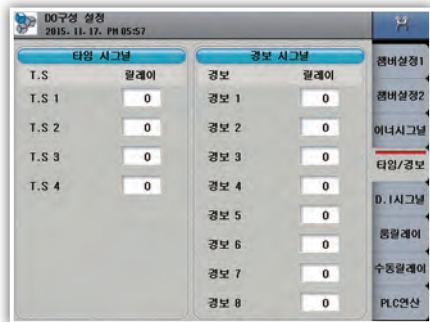 DO구성 설정
2015. 11. 17. PM 05:57
타임 시그널
T.S 릴레이
T.S 1 0
T.S 2 0
T.S 3 0
T.S 4 0
경보 시그널
경보 릴레이
경보 1 0
경보 2 0
경보 3 0
경보 4 0
경보 5 0
경보 6 0
경보 7 0
경보 8 0
챔버설정1
챔버설정2
이너시그널
타임/경보
D.I시그널
룸릴레이
수동릴레이
PLC연산